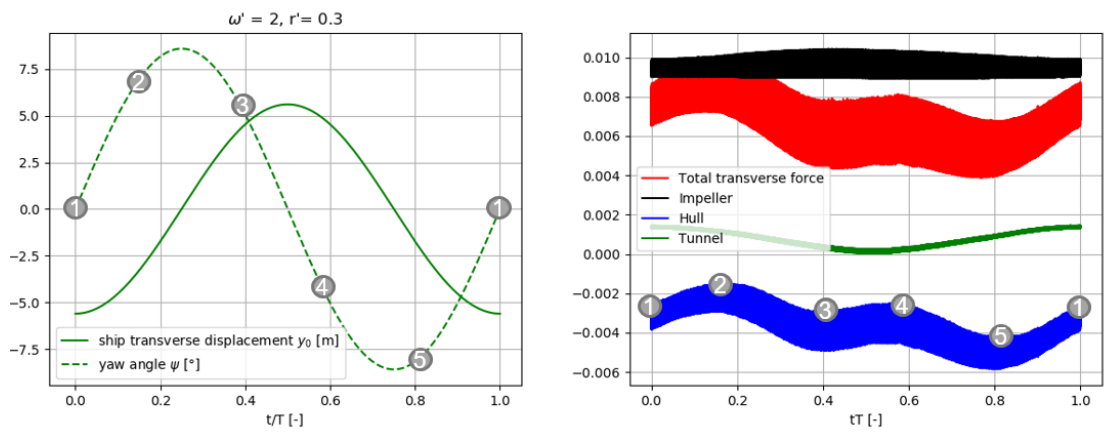 ω' = 2, r'= 0.3
7.5
5.0
2.5
0.0
−2.5
−5.0
−7.5
1
2
3
4
5
1
ship transverse displacement y₀ [m]
yaw angle ψ [°]
0.0 0.2 0.4 0.6 0.8 1.0
t/T [-]
0.010
0.008
0.006
0.004
0.002
0.000
−0.002
−0.004
−0.006
Total transverse force
Impeller
Hull
Tunnel
1
2
3
4
5
1
0.0 0.2 0.4 0.6 0.8 1.0
tT [-]